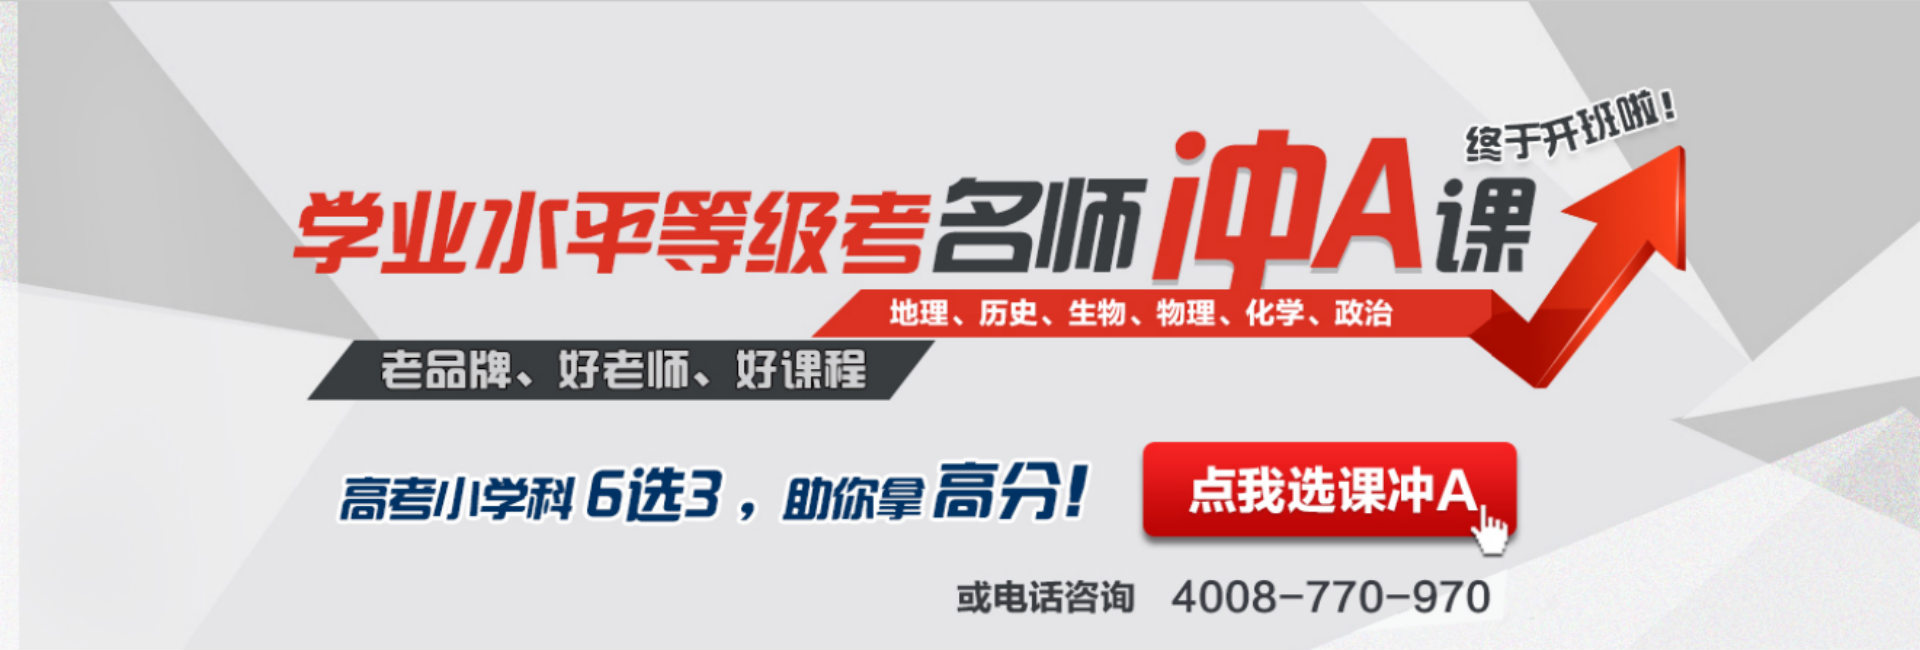 终于开班啦!
学业水平等级考名师冲A课
地理、历史、生物、物理、化学、政治
老品牌、好老师、好课程
高考小学科6选3，助你拿高分!
点我选课冲A
或电话咨询 4008-770-970